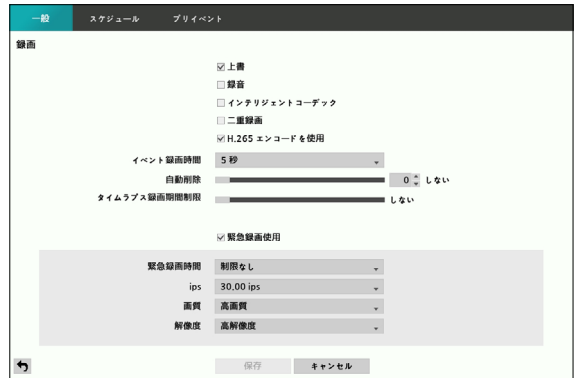 一般 スケジュール プリイベント
録画
上書
録音
インテリジェントコーデック
二重録画
H.265 エンコードを使用
イベント録画時間 5 秒
自動削除 0 しない
タイムラプス録画期間制限 しない
緊急録画使用
緊急録画時間 制限なし
ips 30.00 ips
画質 高画質
解像度 高解像度
保存 キャンセル